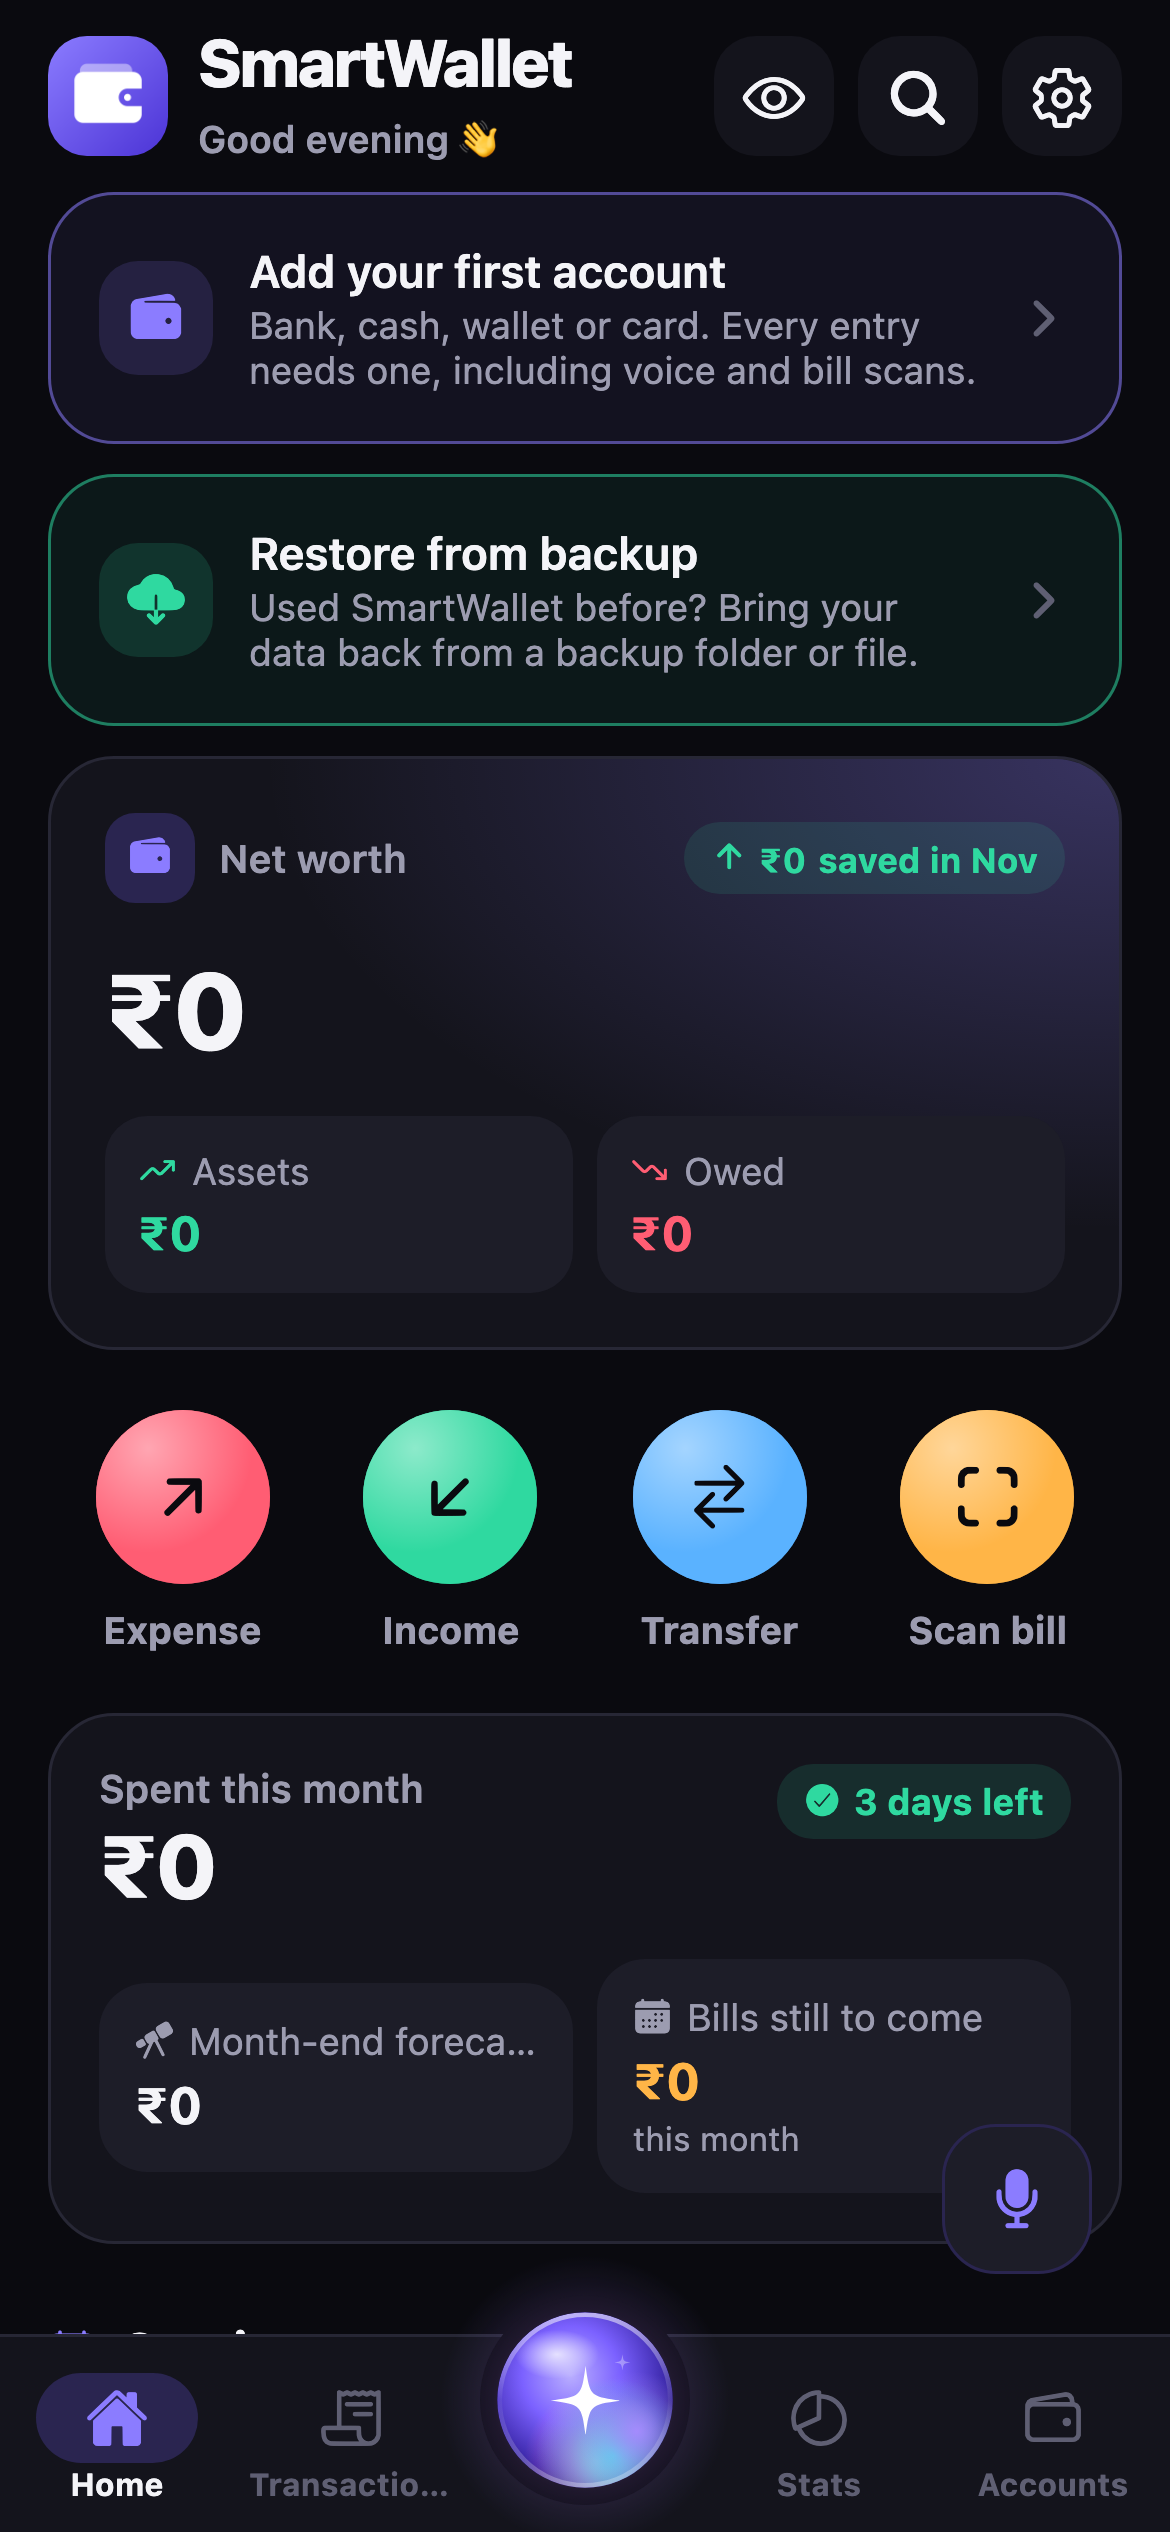 SmartWallet
Good evening 👋
Add your first account
Bank, cash, wallet or card. Every entry
needs one, including voice and bill scans.
Restore from backup
Used SmartWallet before? Bring your
data back from a backup folder or file.
Net worth
₹0 saved in Nov
₹0
Assets
₹0
Owed
₹0
Expense
Income
Transfer
Scan bill
Spent this month
3 days left
₹0
Month-end foreca...
₹0
Bills still to come
₹0
this month
Home
Transactio...
Stats
Accounts